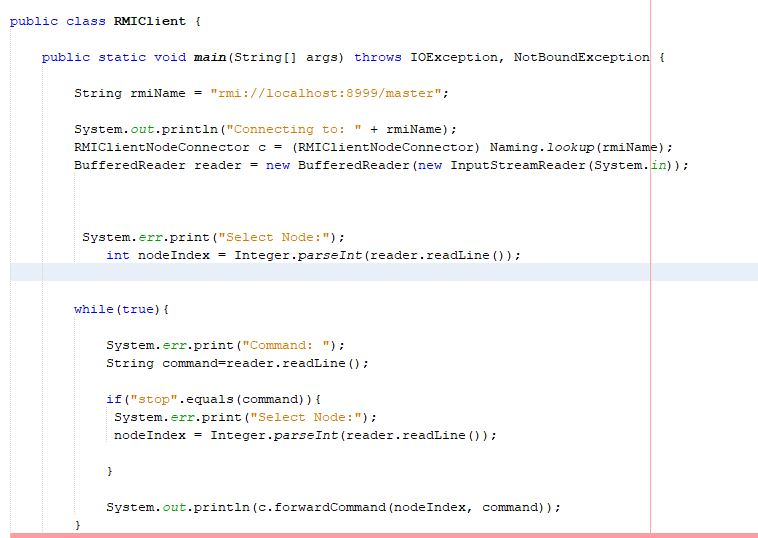 public class RMIClient {
public static void main(String[] args) throws IOException, NotBoundException {
String rmiName = "rmi://localhost:8999/master";
System.out.println("Connecting to: " + rmiName);
RMIClientNodeConnector c = (RMIClientNodeConnector) Naming.lookup(rmiName);
BufferedReader reader = new BufferedReader(new InputStreamReader(System.in));
System.err.print("Select Node:");
int nodeIndex = Integer.parseInt(reader.readLine());
while(true){
System.err.print("Command: ");
String command=reader.readLine();
if("stop".equals(command)){
System.err.print("Select Node:");
nodeIndex = Integer.parseInt(reader.readLine());
}
System.out.println(c.forwardCommand(nodeIndex, command));
}